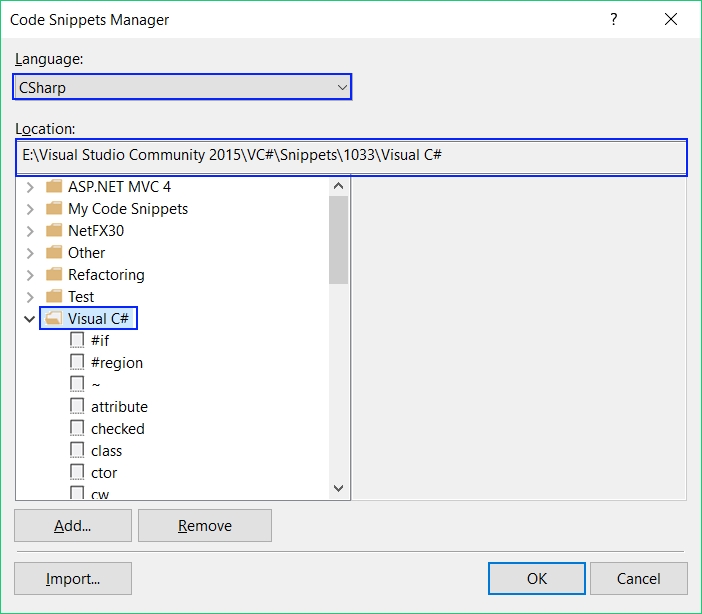 Code Snippets Manager ?
Language:
CSharp
Location:
E:\Visual Studio Community 2015\VC#\Snippets\1033\Visual C#
ASP.NET MVC 4
My Code Snippets
NetFX30
Other
Refactoring
Test
Visual C#
#if
#region
~
attribute
checked
class
ctor
cw
Add... Remove
Import... OK Cancel